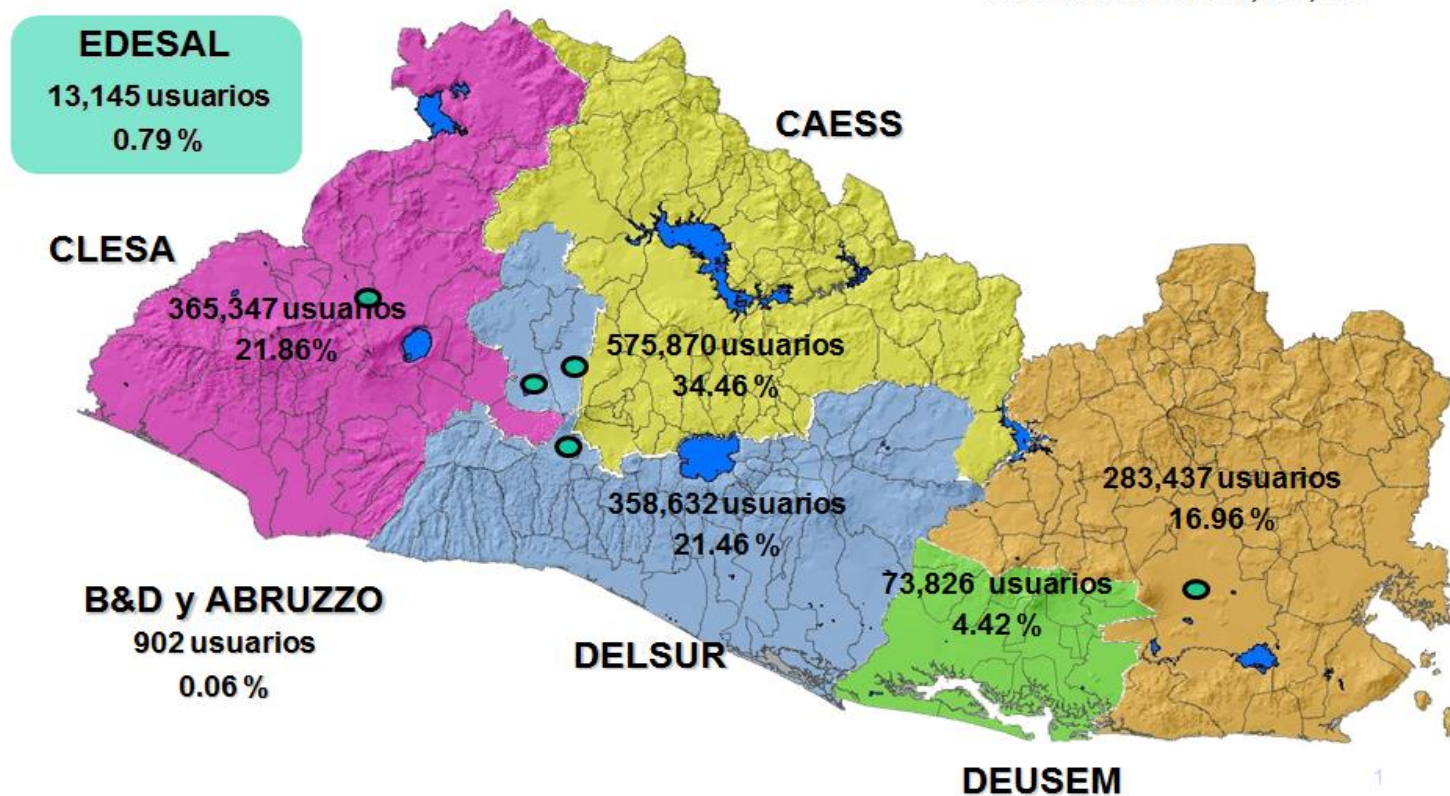 EDESAL
13,145 usuarios
0.79 %
CAESS
CLESA
365,347 usuarios
21.86%
575,870 usuarios
34.46 %
283,437 usuarios
16.96 %
358,632 usuarios
21.46 %
73,826 usuarios
4.42 %
B&D y ABRUZZO
902 usuarios
0.06 %
DELSUR
DEUSEM
1